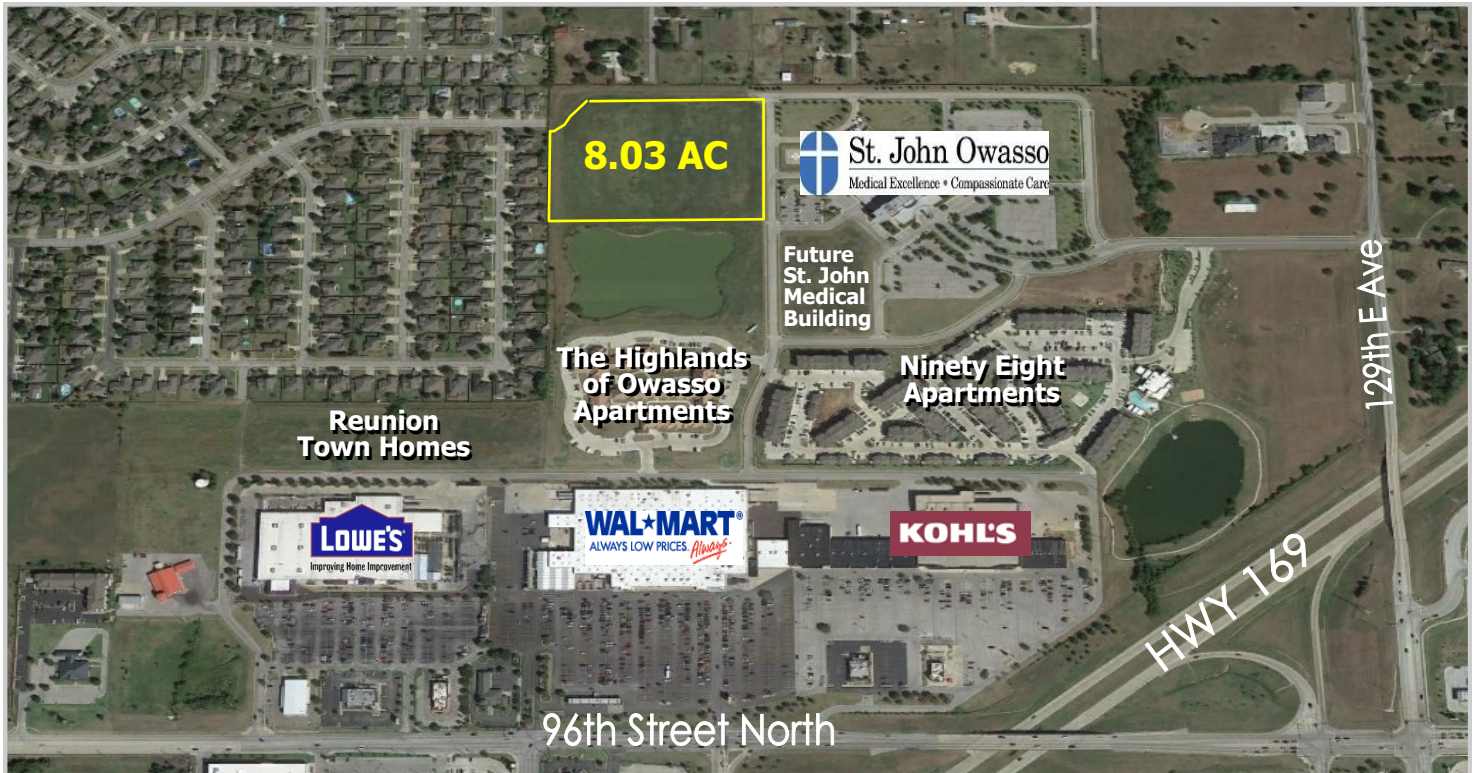 8.03 AC
St. John Owasso
Medical Excellence • Compassionate Care
Future
St. John
Medical
Building
129th E Ave
The Highlands
of Owasso
Apartments
Ninety Eight
Apartments
Reunion
Town Homes
LOWE'S
Improving Home Improvement
WAL★MART®
ALWAYS LOW PRICES. Always.
KOHL'S
HWY 169
96th Street North